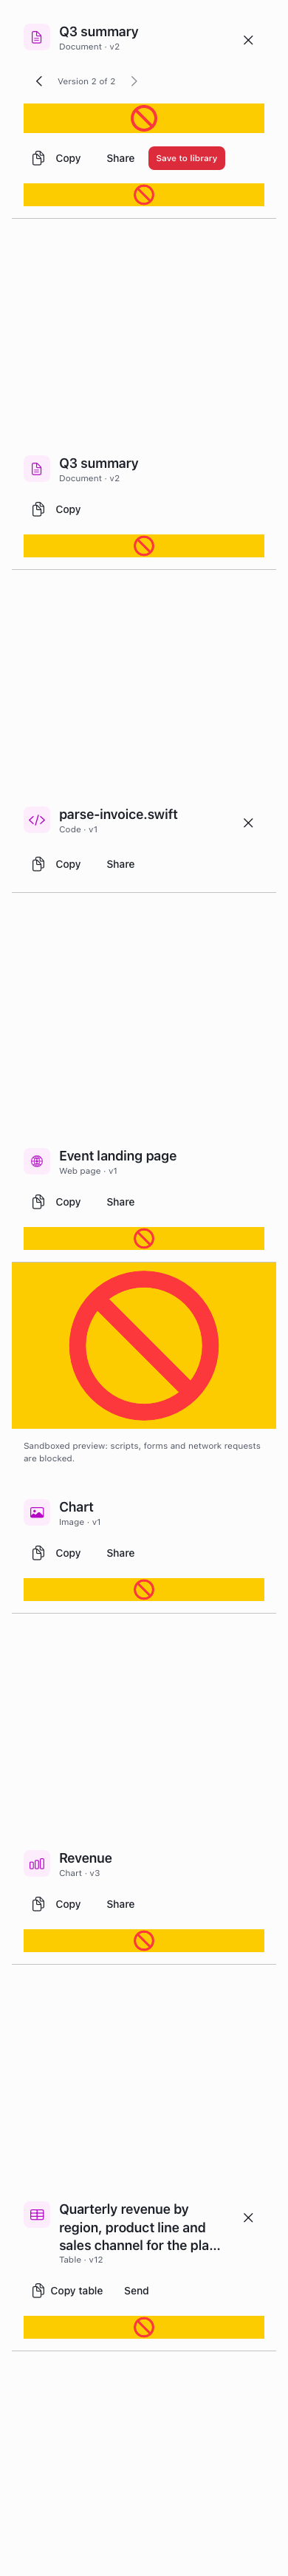 Q3 summary
Document · v2
Version 2 of 2
Copy Share Save to library
Q3 summary
Document · v2
Copy
parse-invoice.swift
Code · v1
Copy Share
Event landing page
Web page · v1
Copy Share
Sandboxed preview: scripts, forms and network requests
are blocked.
Chart
Image · v1
Copy Share
Revenue
Chart · v3
Copy Share
Quarterly revenue by
region, product line and
sales channel for the pla...
Table · v12
Copy table Send